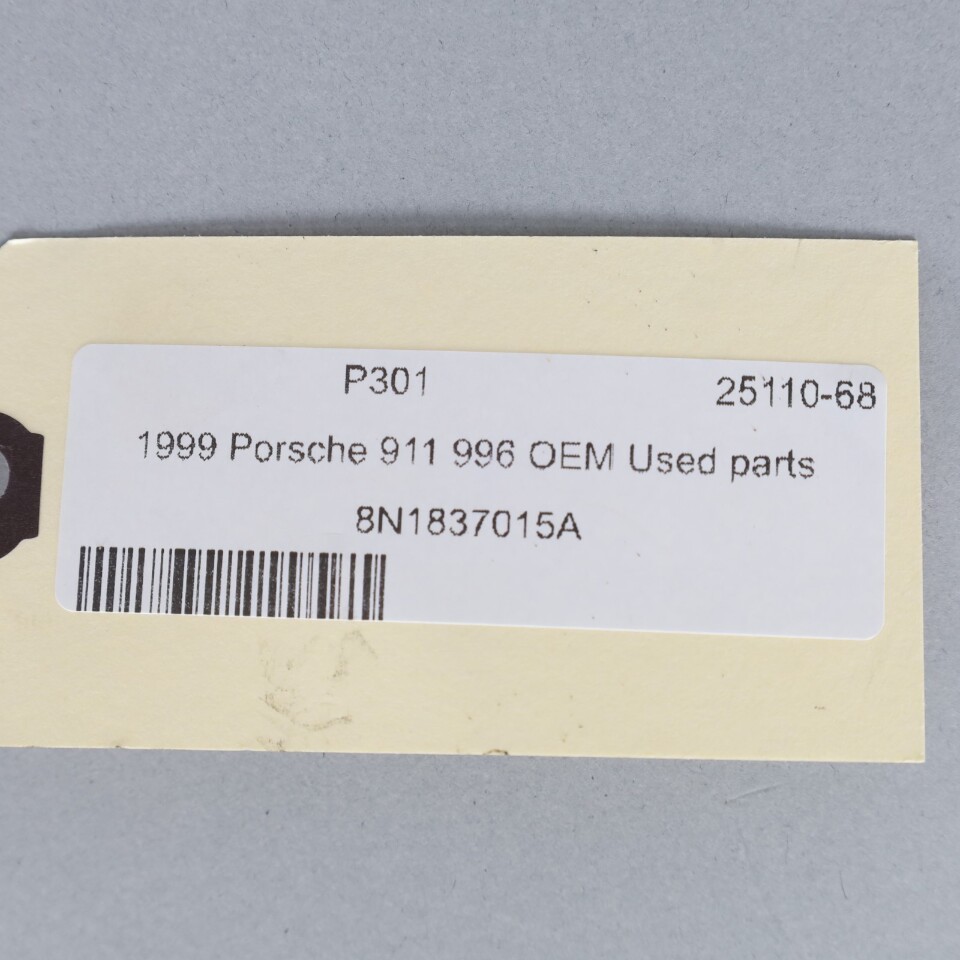 P301 25110-68
1999 Porsche 911 996 OEM Used parts
8N1837015A